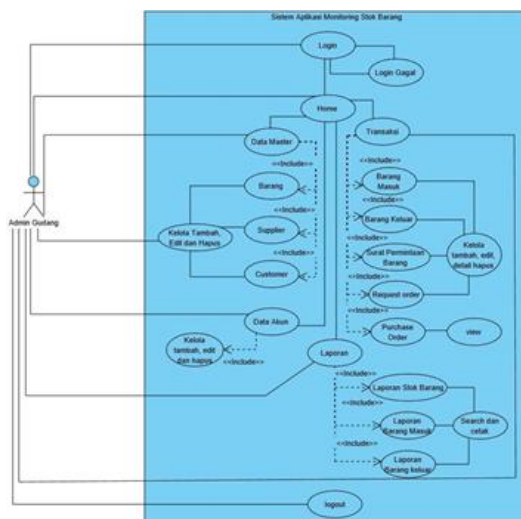 Sistem Aplikasi Monitoring Stok Barang
Login
Login Gagal
Home
Data Master
Transaksi
<<Include>>
<<Include>>
Barang
Barang
Masuk
<<Include>>
<<Include>>
Admin Gudang
Kelola Tambah,
Edit dan Hapus
Supplier
Barang Keluar
<<Include>>
<<Include>>
Surat Permintaan
Barang
Kelola
tambah, edit,
detail hapus
Customer
<<Include>>
Request order
<<Include>>
Data Akun
Purchase
Order
view
Kelola
tambah, edit
dan hapus
<<Include>>
Laporan
<<Include>>
Laporan Stok Barang
<<Include>>
Laporan
Barang Masuk
Search dan
cetak
<<Include>>
Laporan
Barang keluar
logout